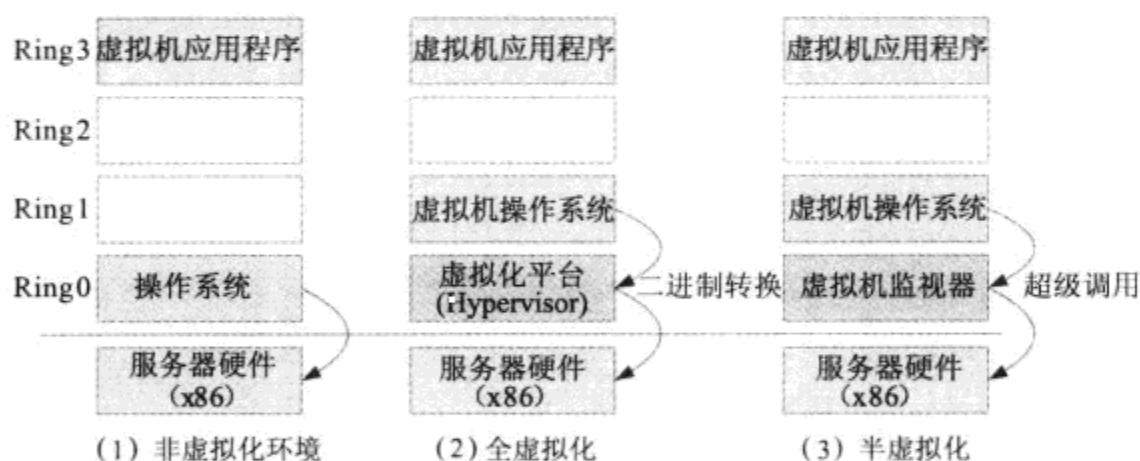 Ring3 虚拟机应用程序 虚拟机应用程序 虚拟机应用程序
Ring2
Ring1 虚拟机操作系统 虚拟机操作系统
Ring0 操作系统 虚拟化平台 (Hypervisor) 二进制转换 虚拟机监视器 超级调用
服务器硬件 服务器硬件 服务器硬件
(x86) (x86) (x86)
(1) 非虚拟化环境 (2) 全虚拟化 (3) 半虚拟化